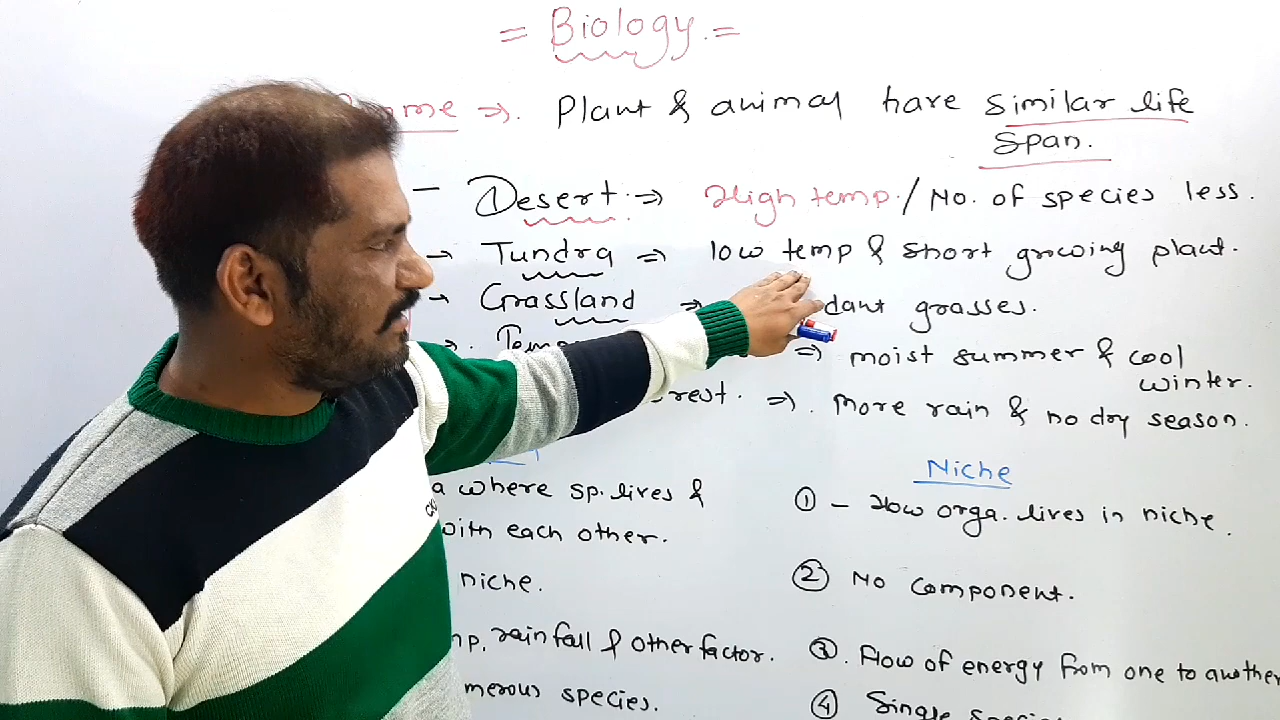 = Biology. =
ome => Plant & animal have similar life
Span.
- Desert => High temp. / No. of species less.
- Tundra => low temp & short growing plant.
- Grassland => dant grasses.
=> moist summer & cool
winter.
rest. => More rain & no dry season.
Niche
a where sp. lives &
① - How orga. lives in niche.
with each other.
niche.
② No component.
mp. rainfall & other factor.
③. Flow of energy from one to another
merous species.
④ Single